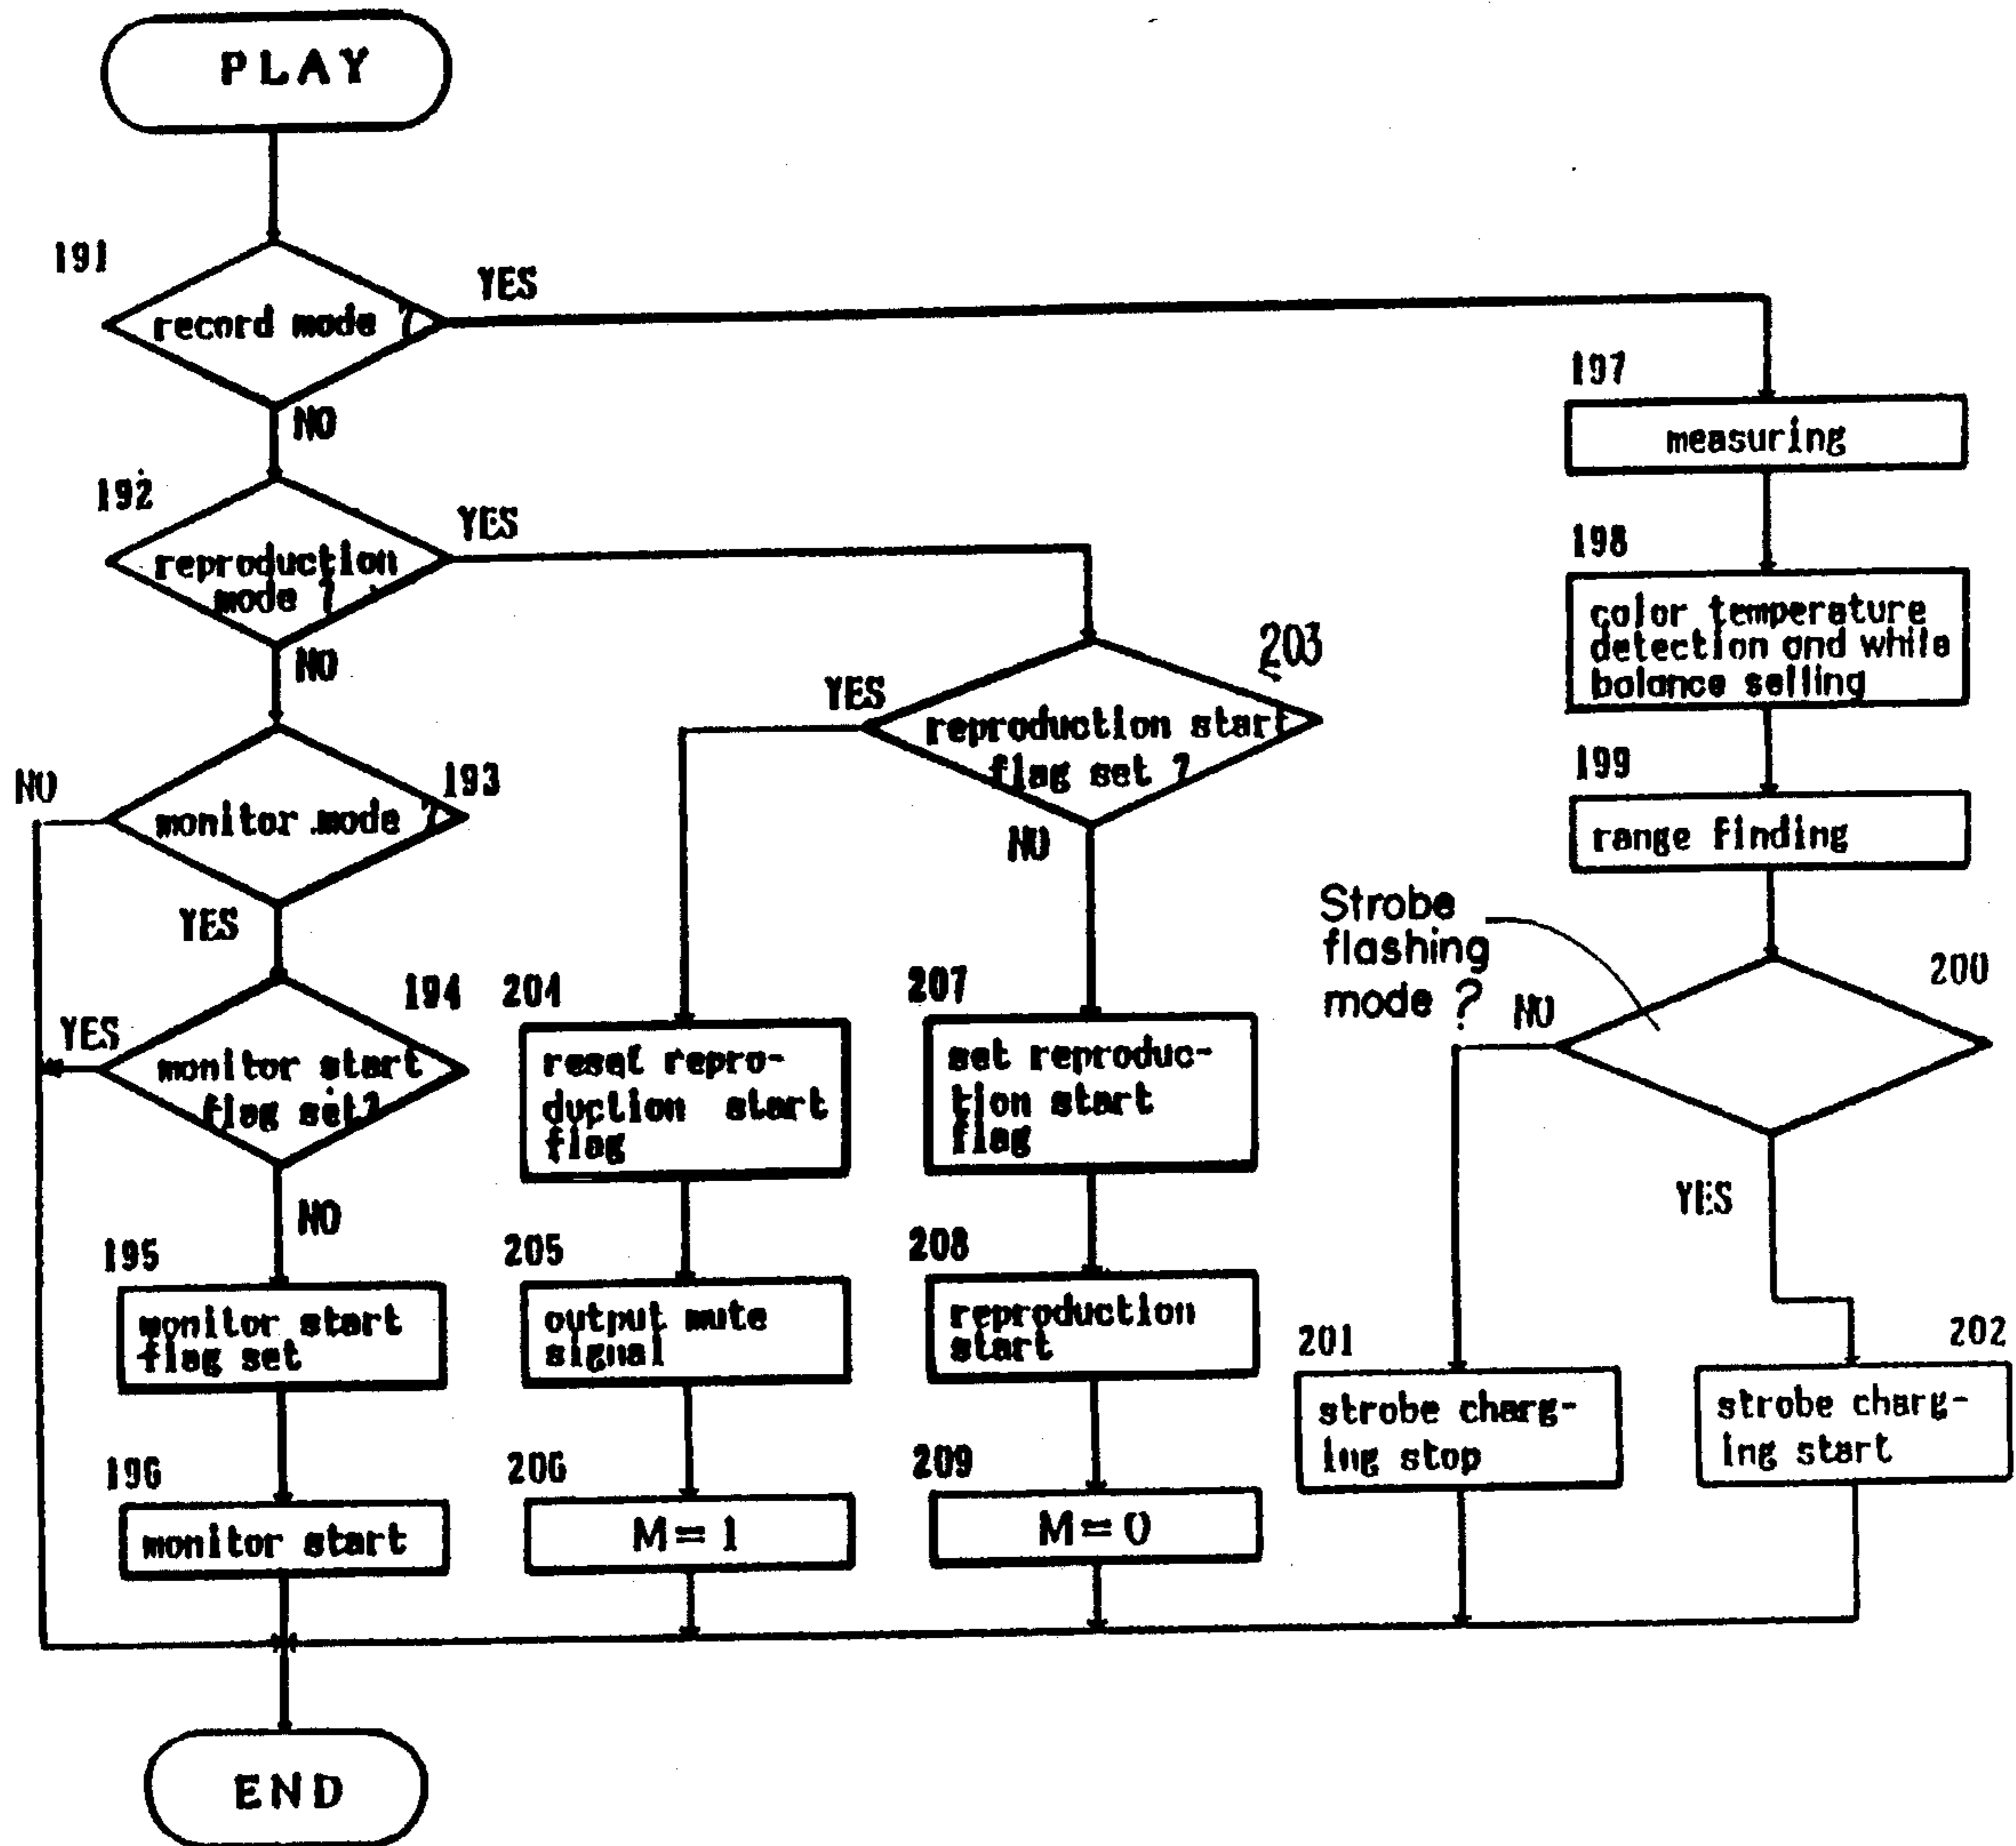 PLAY
191
YES
record mode ?
NO
192
YES
reproduction
mode ?
NO
193
NO
monitor mode ?
YES
194
YES
monitor start
flag set?
NO
195
monitor start
flag set
196
monitor start
203
YES
reproduction start
flag set ?
NO
204
reset repro-
duction start
flag
205
output mute
signal
206
M = 1
207
set reproduc-
tion start
flag
208
reproduction
start
209
M = 0
197
measuring
198
color temperature
detection and while
balance selling
199
range finding
Strobe
flashing
mode ?
200
NO
YES
201
strobe charg-
ing stop
202
strobe charg-
ing start
END